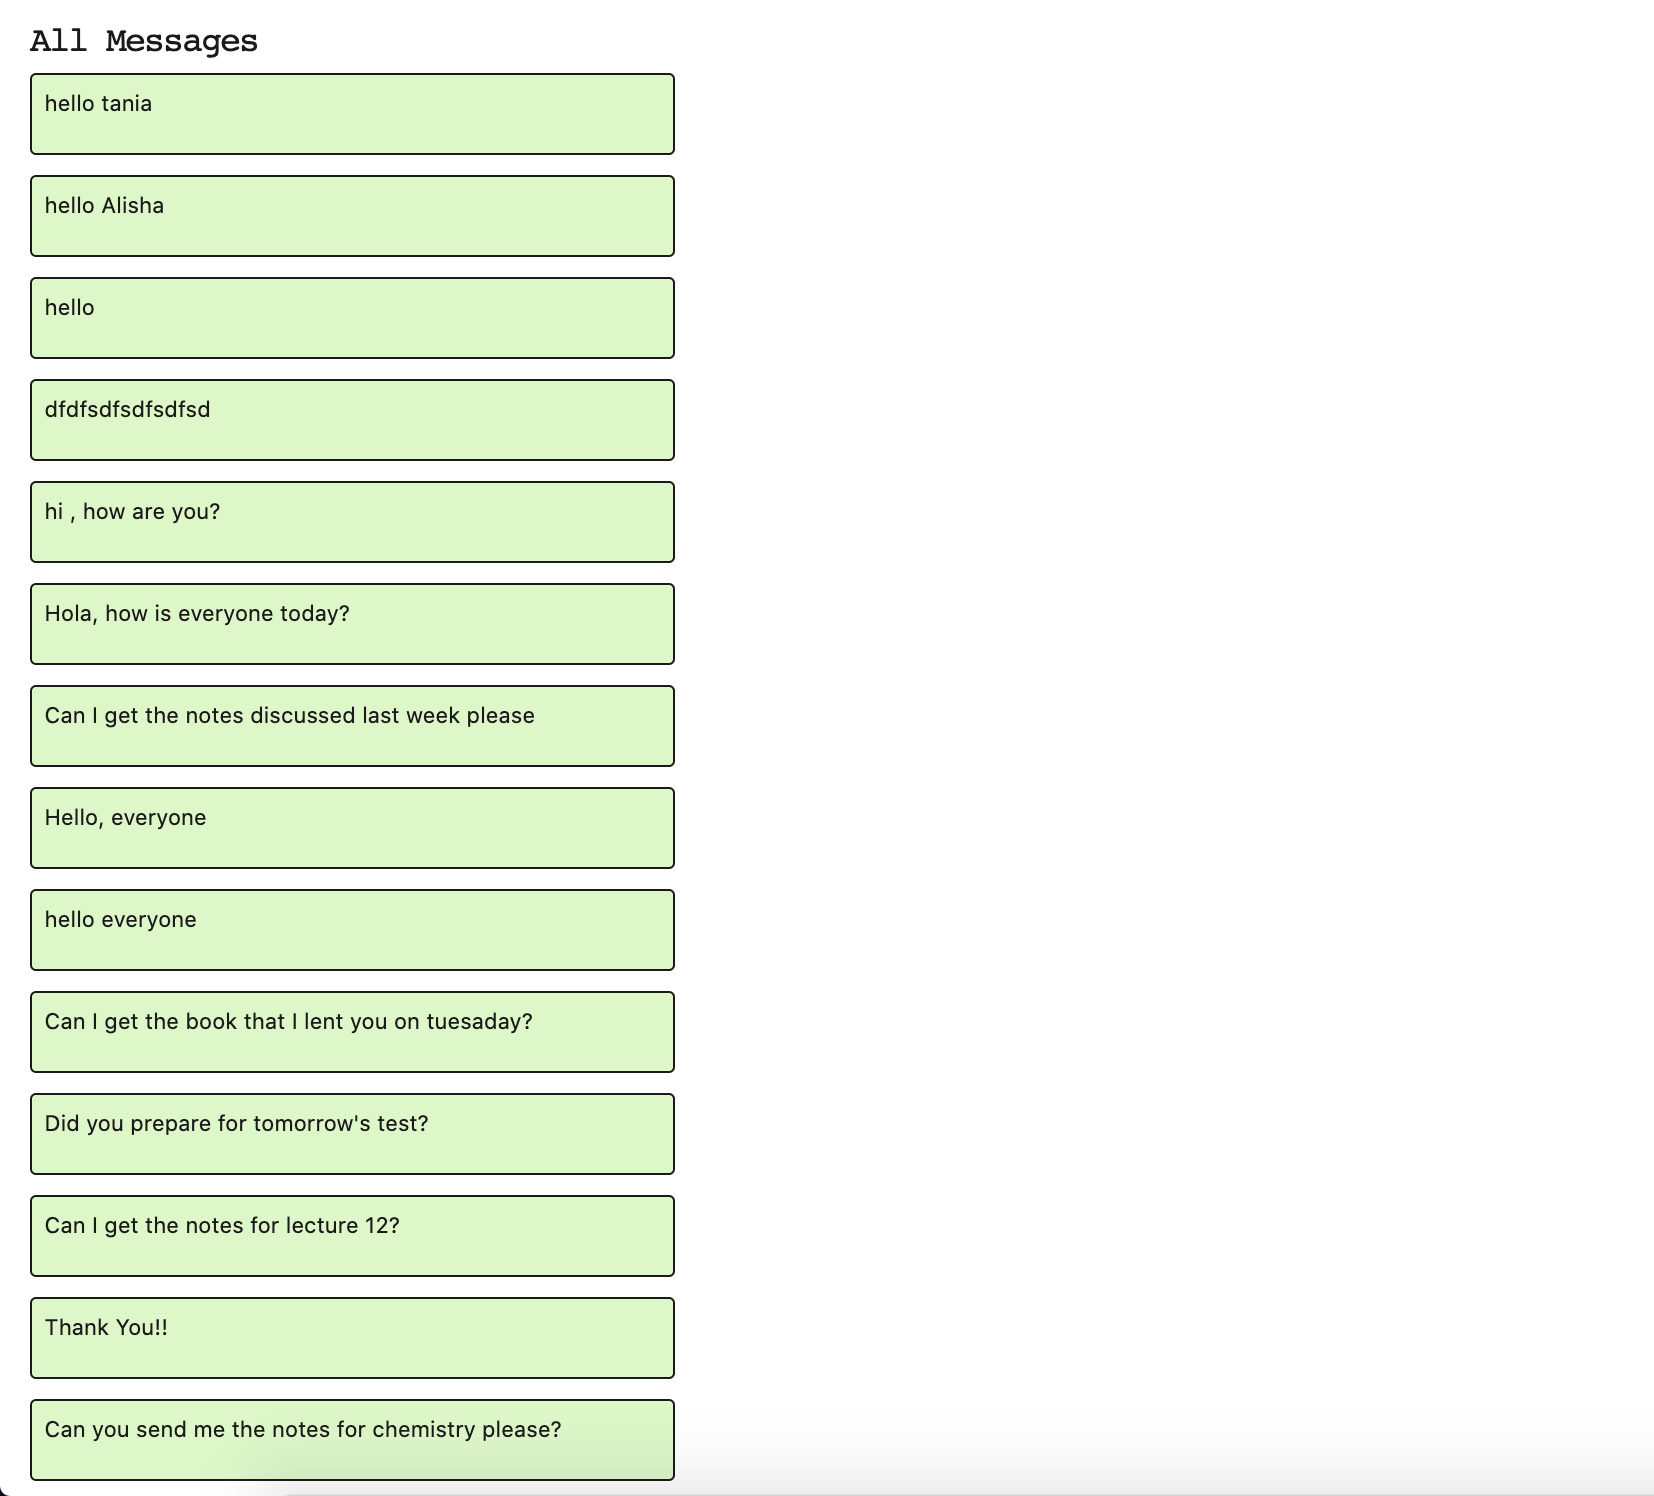 All Messages
hello tania
hello Alisha
hello
dfdfsdfsdfsdfsd
hi , how are you?
Hola, how is everyone today?
Can I get the notes discussed last week please
Hello, everyone
hello everyone
Can I get the book that I lent you on tuesaday?
Did you prepare for tomorrow's test?
Can I get the notes for lecture 12?
Thank You!!
Can you send me the notes for chemistry please?